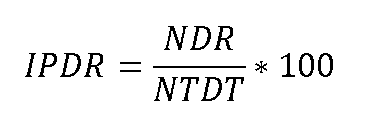 IPDR = NDR / NTDT * 100